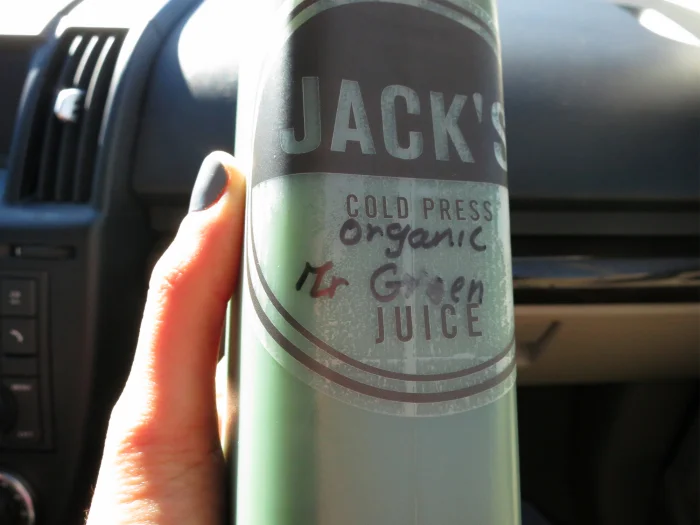 JACK'S
COLD PRESS
organic
Mr Green
JUICE